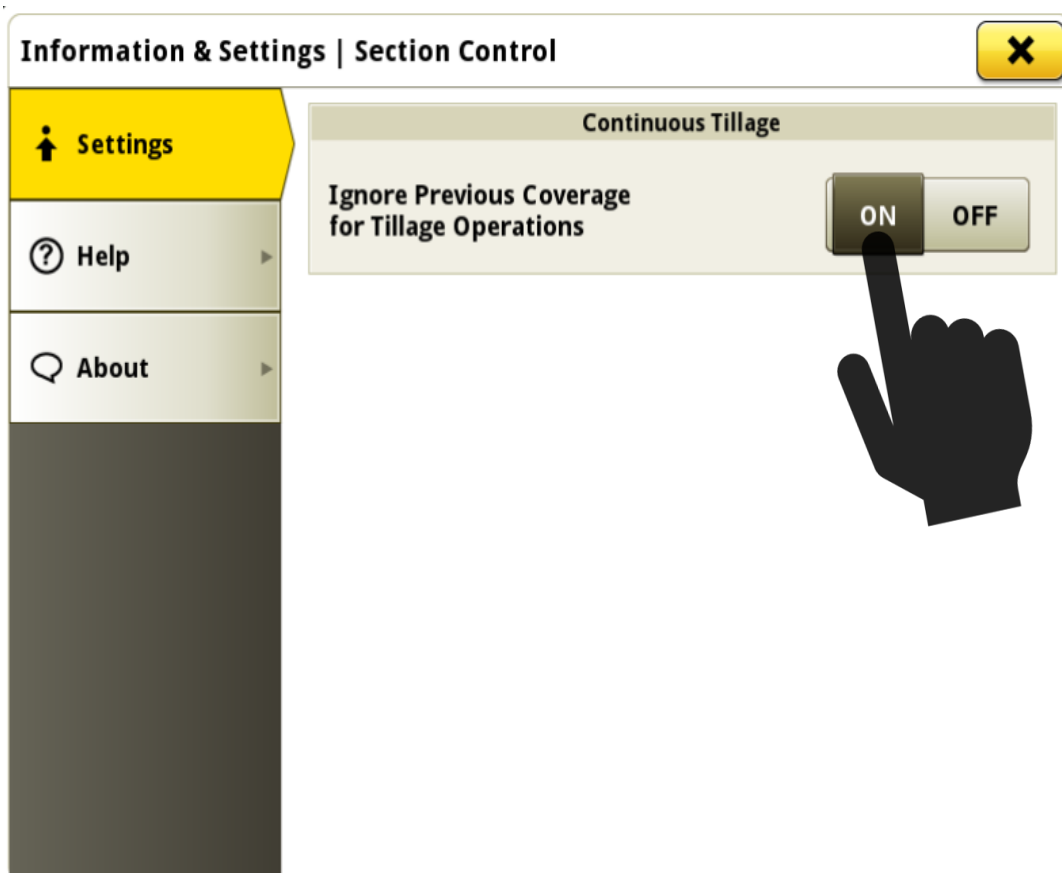 Information & Settings | Section Control
Settings
Help
About
Continuous Tillage
Ignore Previous Coverage
for Tillage Operations
ON OFF